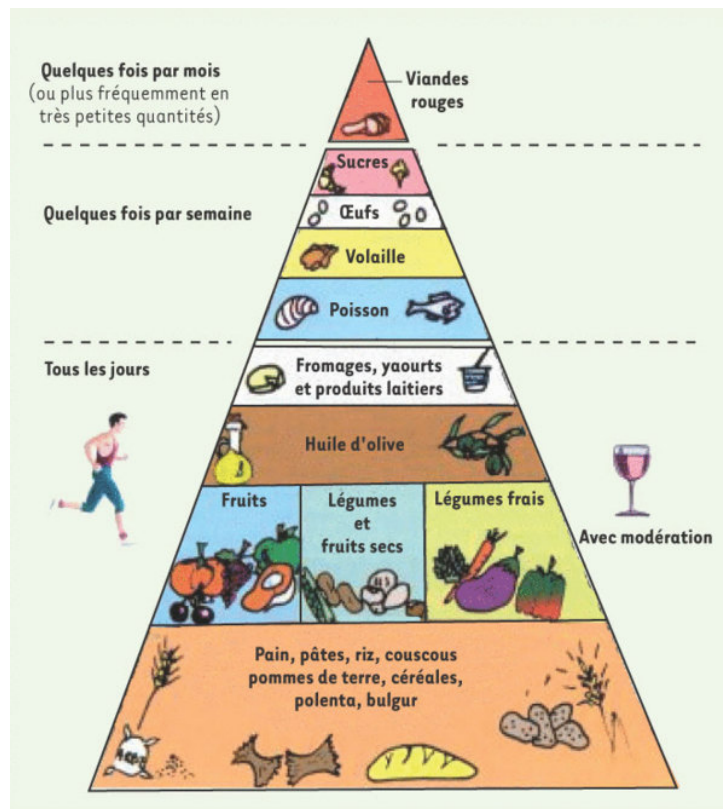 Quelques fois par mois
(ou plus fréquemment en
très petites quantités)
Viandes
rouges
Sucres
Quelques fois par semaine
Œufs
Volaille
Poisson
Tous les jours
Fromages, yaourts
et produits laitiers
Huile d'olive
Fruits
Légumes
et
fruits secs
Légumes frais
Avec modération
Pain, pâtes, riz, couscous
pommes de terre, céréales,
polenta, bulgur